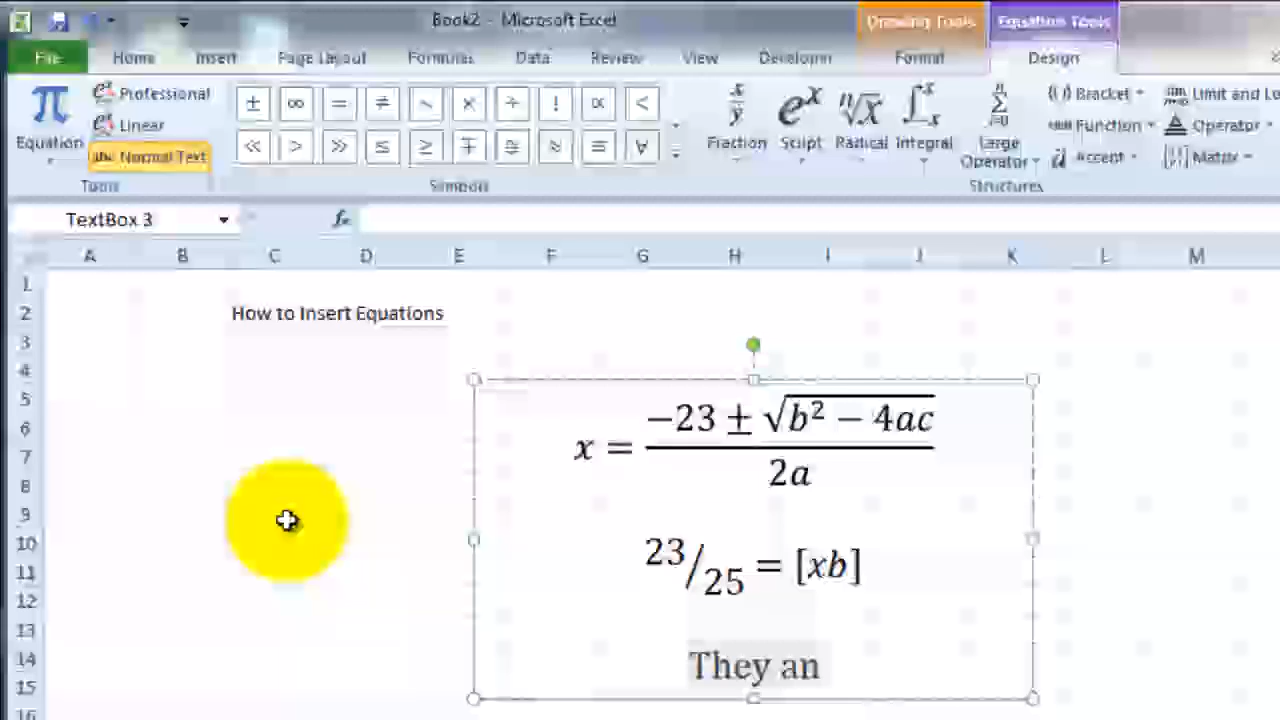 Book2 - Microsoft Excel
Drawing Tools
Equation Tools
File Home Insert Page Layout Formulas Data Review View Developer Format Design
π Equation
Professional
Linear
abc Normal Text
Tools
± ∞ = ≠ ~ × ÷ ! ∝ <
≪ > ≫ ≤ ≥ ∓ ≅ ≈ ≡ ∀
Symbols
Fraction Script Radical Integral Large Operator
Bracket
Function
Accent
Limit and Lo
Operator
Matrix
Structures
TextBox 3
fx
A B C D E F G H I J K L M
1
2
3
4
5
6
7
8
9
10
11
12
13
14
15
16
How to Insert Equations
x = (−23 ± √(b² − 4ac)) / 2a
23/25 = [xb]
They an